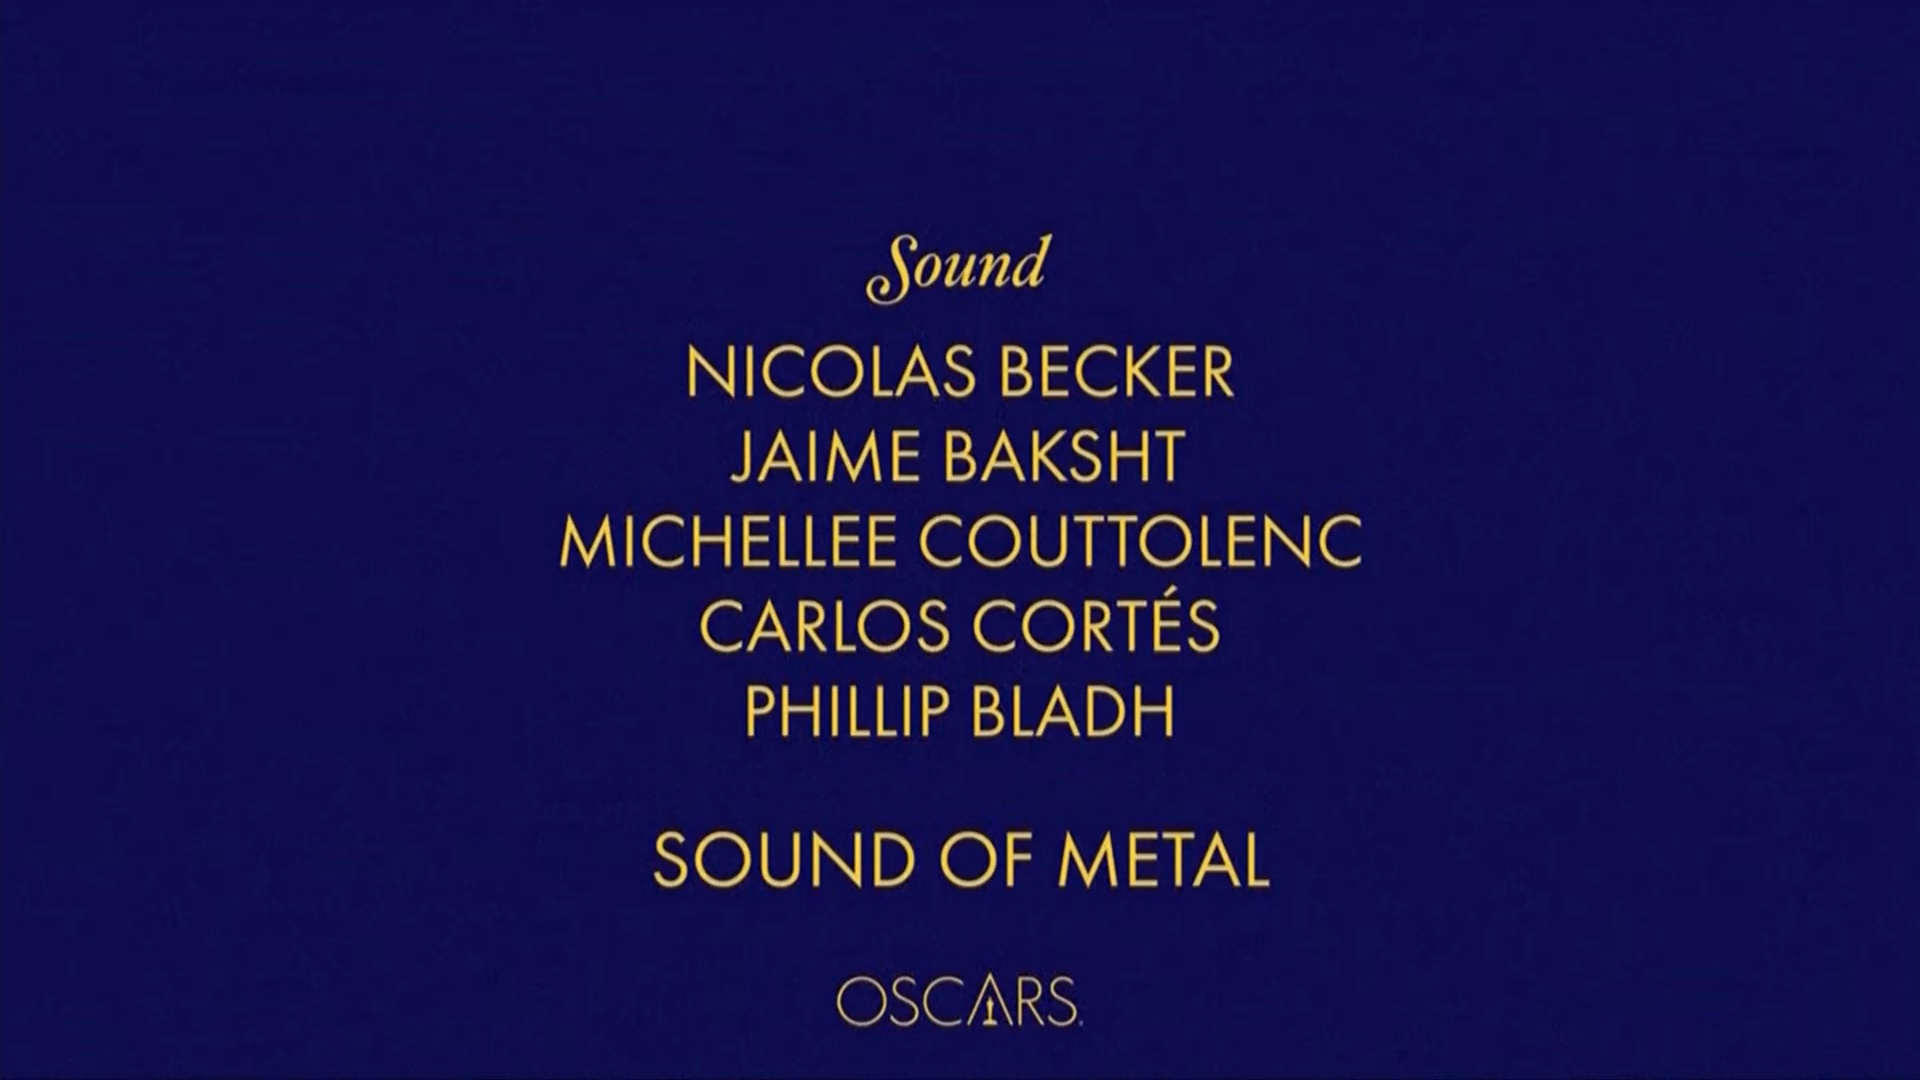 Sound
NICOLAS BECKER
JAIME BAKSHT
MICHELLEE COUTTOLENC
CARLOS CORTÉS
PHILLIP BLADH
SOUND OF METAL
OSCARS